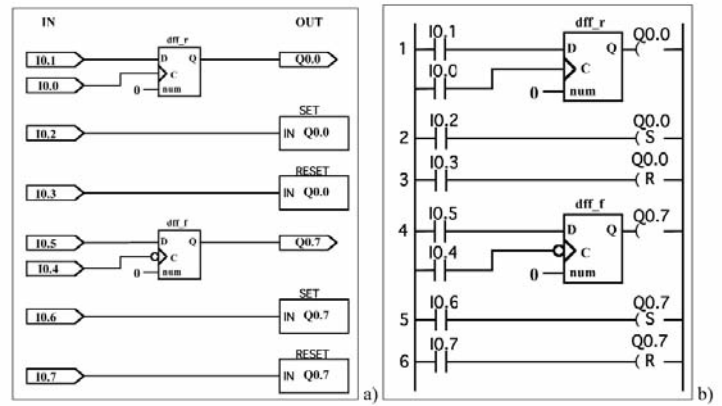 IN OUT
dff_r
I0.1 D Q Q0.0
I0.0 C
0 num
SET
I0.2 IN Q0.0
RESET
I0.3 IN Q0.0
dff_f
I0.5 D Q Q0.7
I0.4 C
0 num
SET
I0.6 IN Q0.7
RESET
I0.7 IN Q0.7
a)
dff_r
I0.1 Q0.0
1 D Q (
I0.0 C
0 num
I0.2 Q0.0
2 ( S
I0.3 Q0.0
3 ( R
dff_f
I0.5 Q0.7
4 D Q (
I0.4 C
0 num
I0.6 Q0.7
5 ( S
I0.7 Q0.7
6 ( R
b)